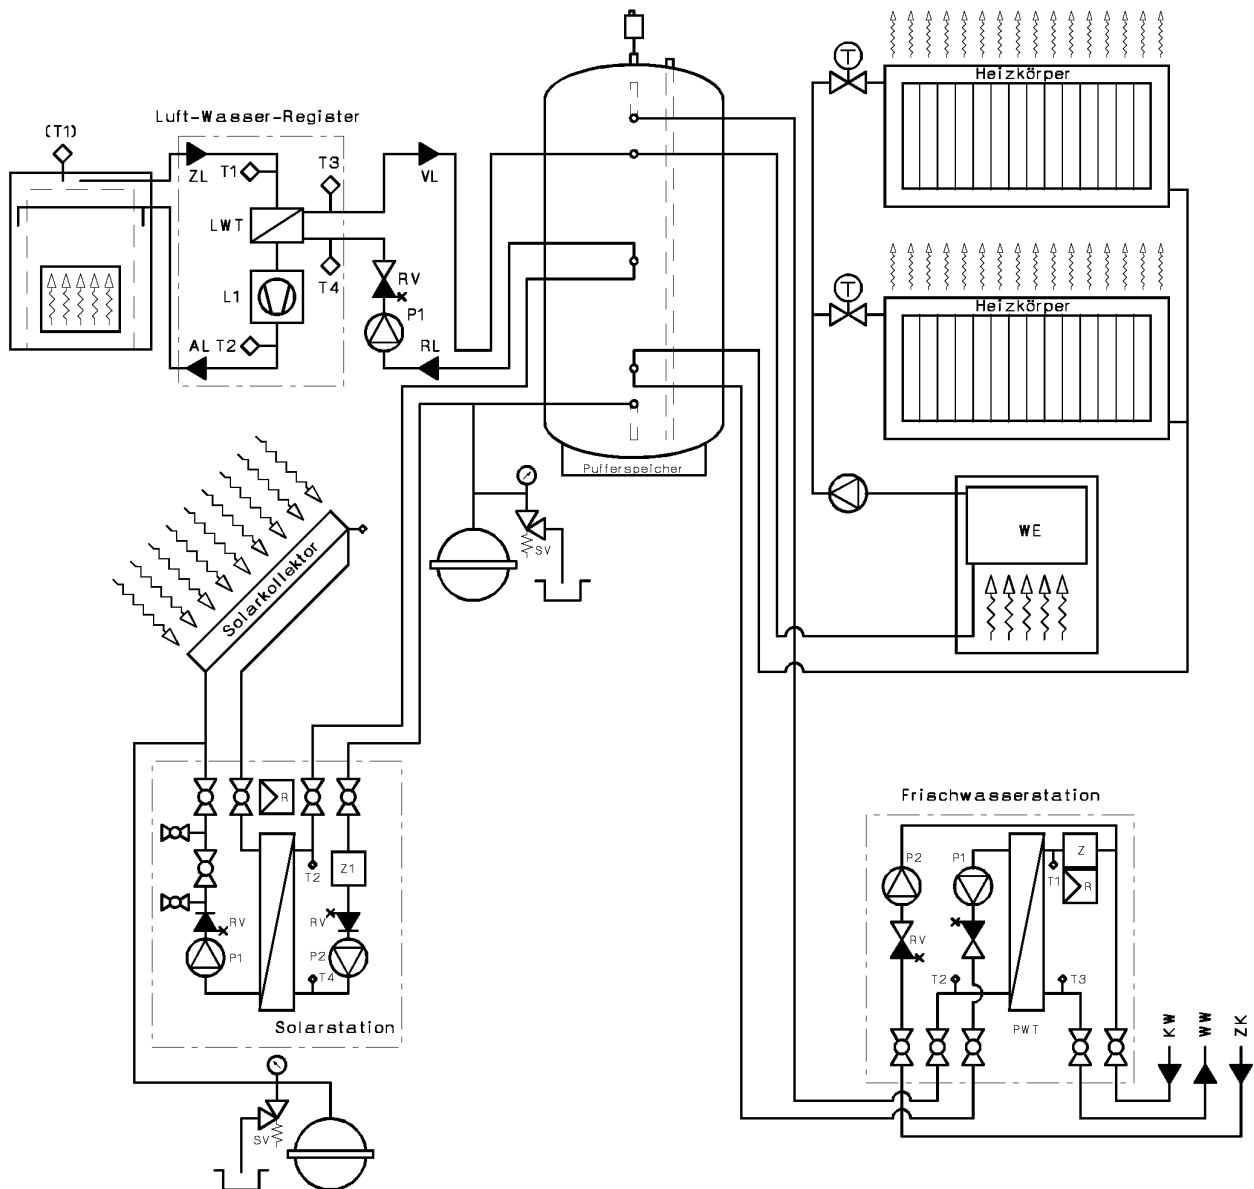 Heizkörper
T
Luft-Wasser-Register
(T1)
ZL
T1
T3
VL
LWT
T4
RV
L1
P1
AL T2
RL
T
Heizkörper
Pufferspeicher
SV
WE
Solarkollektor
R
T2
Z1
RV
RV
P1
P2
T4
Solarstation
SV
Frischwasserstation
P2
P1
T1
Z
R
RV
T2
T3
PWT
KW
WW
ZK